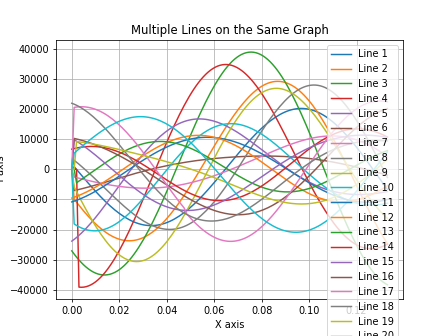 Multiple Lines on the Same Graph
40000
30000
20000
10000
0
−10000
−20000
−30000
−40000
0.00 0.02 0.04 0.06 0.08 0.10
X axis
Line 1
Line 2
Line 3
Line 4
Line 5
Line 6
Line 7
Line 8
Line 9
Line 10
Line 11
Line 12
Line 13
Line 14
Line 15
Line 16
Line 17
Line 18
Line 19
Line 20